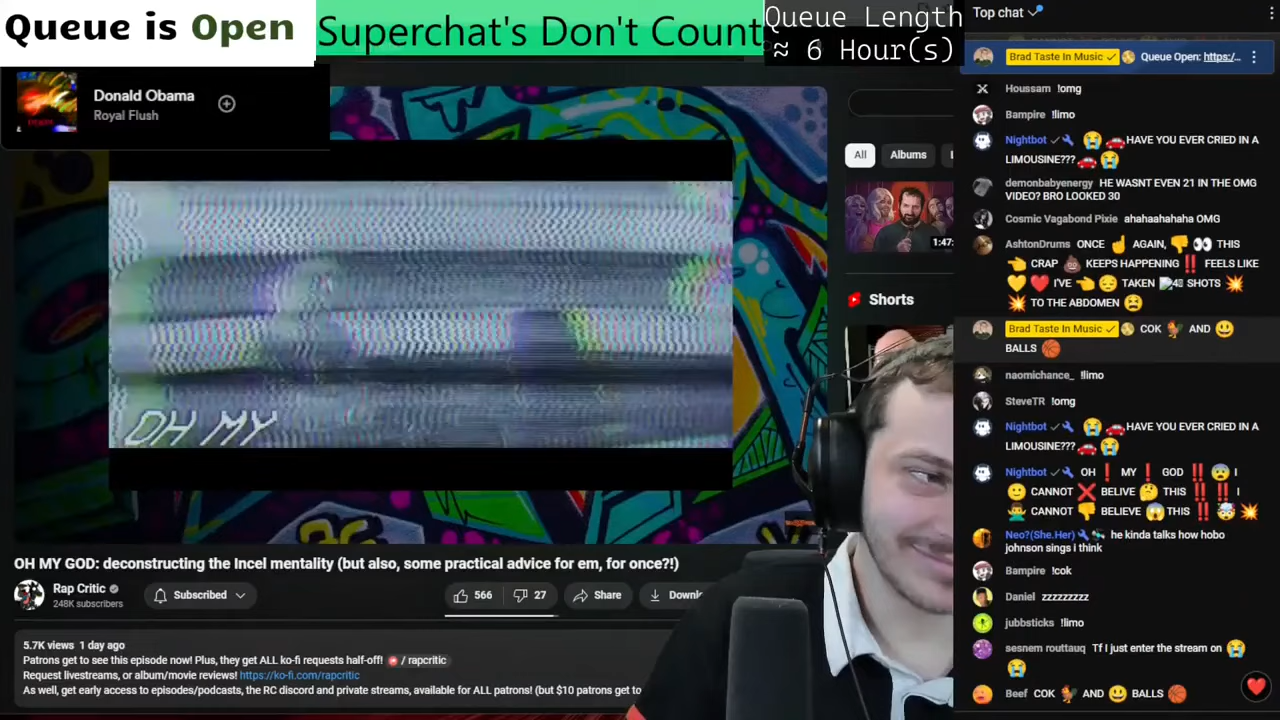 Queue is Open
Superchat's Don't Count
Queue Length
≈ 6 Hour(s)
Donald Obama
Royal Flush
OH MY
All
Albums
1:47:
Shorts
OH MY GOD: deconstructing the Incel mentality (but also, some practical advice for em, for once?!)
Rap Critic
248K subscribers
Subscribed
566
27
Share
Downl
5.7K views 1 day ago
Patrons get to see this episode now! Plus, they get ALL ko-fi requests half-off! / rapcritic
Request livestreams, or album/movie reviews! https://ko-fi.com/rapcritic
As well, get early access to episodes/podcasts, the RC discord and private streams, available for ALL patrons! (but $10 patrons get to
Top chat
Brad Taste In Music Queue Open: https:/...
Houssam !omg
Bampire !limo
Nightbot 😭 🚗HAVE YOU EVER CRIED IN A
LIMOUSINE??? 🚗 😭
demonbabyenergy HE WASNT EVEN 21 IN THE OMG
VIDEO? BRO LOOKED 30
Cosmic Vagabond Pixie ahahaahahaha OMG
AshtonDrums ONCE ☝ AGAIN, 👎 👀 THIS
👈 CRAP 💩 KEEPS HAPPENING ‼ FEELS LIKE
💛 ❤ I'VE 👈 😔 TAKEN SHOTS 💥
💥 TO THE ABDOMEN 😫
Brad Taste In Music COK 🐓 AND 😃
BALLS 🏀
naomichance_ !limo
SteveTR !omg
Nightbot 😭 🚗HAVE YOU EVER CRIED IN A
LIMOUSINE??? 🚗 😭
Nightbot OH ❗ MY ❗ GOD ‼ 😨 I
🙂 CANNOT ❌ BELIVE 🤔 THIS ‼ ‼ I
🙅‍♂️ CANNOT 👎 BELIEVE 😱 THIS ‼ 🤯 💥
Neo?(She.Her) he kinda talks how hobo
johnson sings I think
Bampire !cok
Daniel zzzzzzzzz
jubbsticks !limo
sesnem routtauq Tf I just enter the stream on 😭
😭
Beef COK 🐓 AND 😃 BALLS 🏀